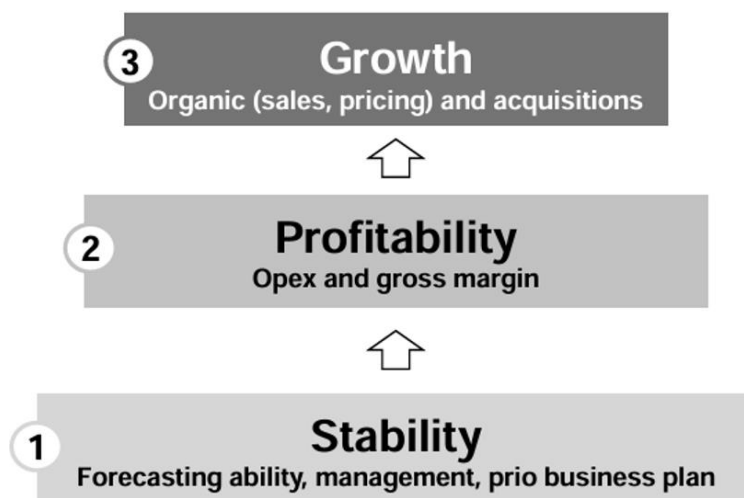 3
Growth
Organic (sales, pricing) and acquisitions
2
Profitability
Opex and gross margin
1
Stability
Forecasting ability, management, prio business plan